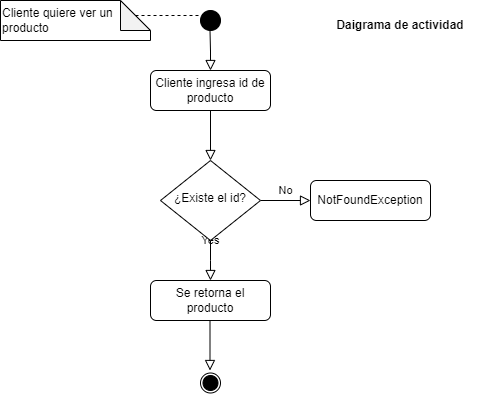 Cliente quiere ver un
producto
Daigrama de actividad
Cliente ingresa id de
producto
¿Existe el id?
No
NotFoundException
Yes
Se retorna el
producto